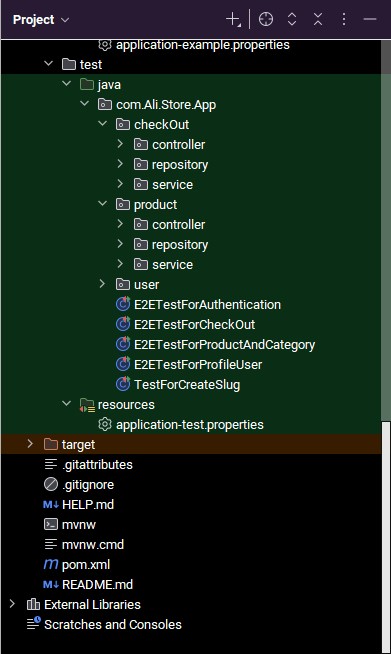 Project
application-example.properties
test
java
com.Ali.Store.App
checkOut
controller
repository
service
product
controller
repository
service
user
E2ETestForAuthentication
E2ETestForCheckOut
E2ETestForProductAndCategory
E2ETestForProfileUser
TestForCreateSlug
resources
application-test.properties
target
.gitattributes
.gitignore
M↓ HELP.md
mvnw
mvnw.cmd
m pom.xml
M↓ README.md
External Libraries
Scratches and Consoles